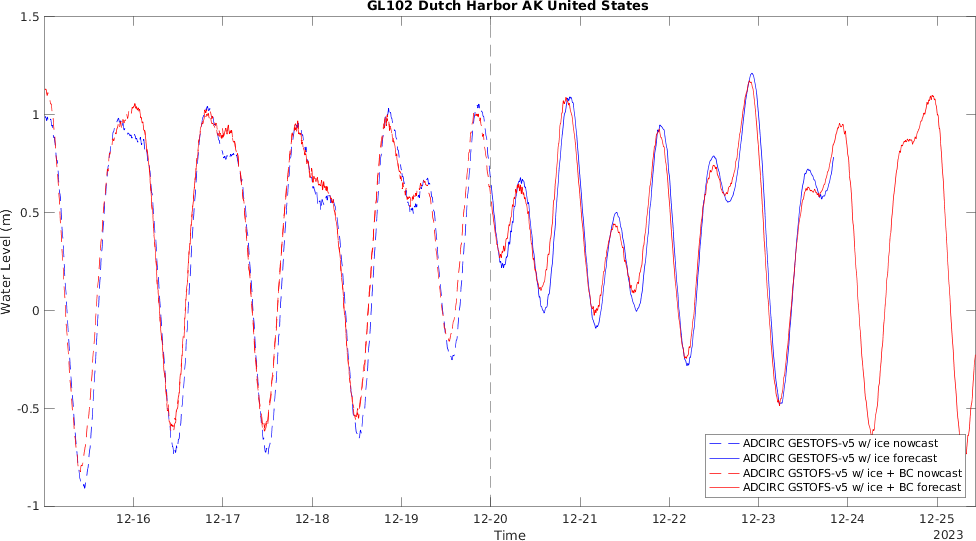 GL102 Dutch Harbor AK United States
1.5
1
0.5
0
-0.5
-1
Water Level (m)
12-16
12-17
12-18
12-19
12-20
12-21
12-22
12-23
12-24
12-25
Time
2023
ADCIRC GESTOFS-v5 w/ ice nowcast
ADCIRC GESTOFS-v5 w/ ice forecast
ADCIRC GSTOFS-v5 w/ ice + BC nowcast
ADCIRC GSTOFS-v5 w/ ice + BC forecast